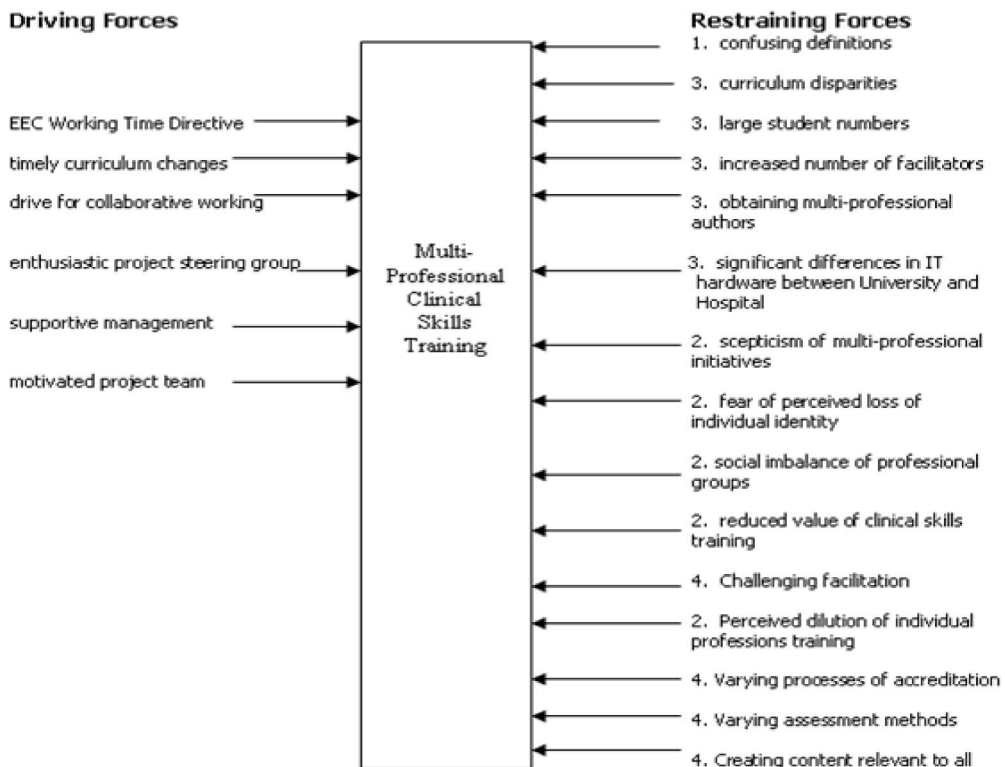 Driving Forces
EEC Working Time Directive
timely curriculum changes
drive for collaborative working
enthusiastic project steering group
supportive management
motivated project team
Multi-
Professional
Clinical
Skills
Training
Restraining Forces
1. confusing definitions
3. curriculum disparities
3. large student numbers
3. increased number of facilitators
3. obtaining multi-professional
authors
3. significant differences in IT
hardware between University and
Hospital
2. scepticism of multi-professional
initiatives
2. fear of perceived loss of
individual identity
2. social imbalance of professional
groups
2. reduced value of clinical skills
training
4. Challenging facilitation
2. Perceived dilution of individual
professions training
4. Varying processes of accreditation
4. Varying assessment methods
4. Creating content relevant to all